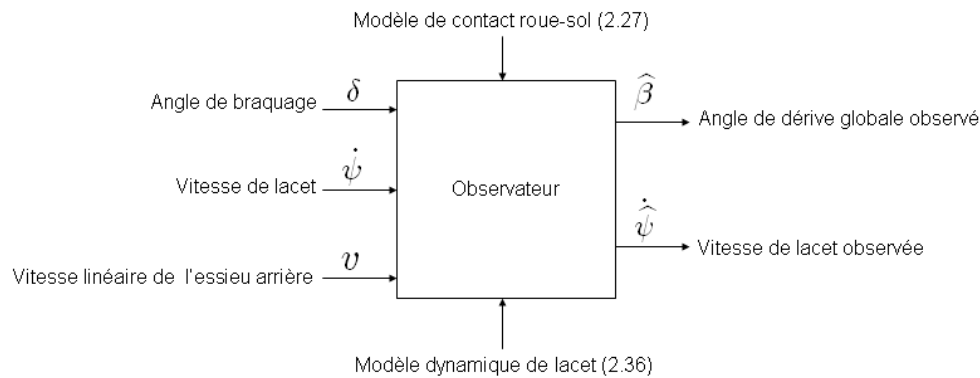 Modèle de contact roue-sol (2.27)
Angle de braquage
δ
β̂
Angle de dérive globale observé
Vitesse de lacet
ψ̇
Observateur
ψ̂̇
Vitesse de lacet observée
Vitesse linéaire de l'essieu arrière
υ
Modèle dynamique de lacet (2.36)